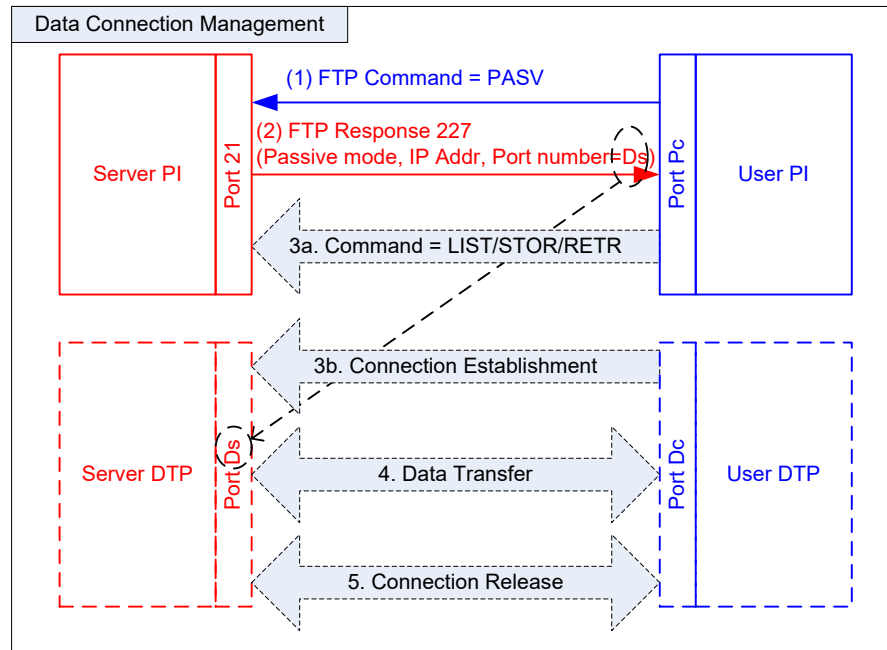 Data Connection Management
(1) FTP Command = PASV
(2) FTP Response 227
(Passive mode, IP Addr, Port number=Ds)
Server PI
Port 21
Port Pc
User PI
3a. Command = LIST/STOR/RETR
3b. Connection Establishment
Server DTP
Port Ds
4. Data Transfer
Port Dc
User DTP
5. Connection Release